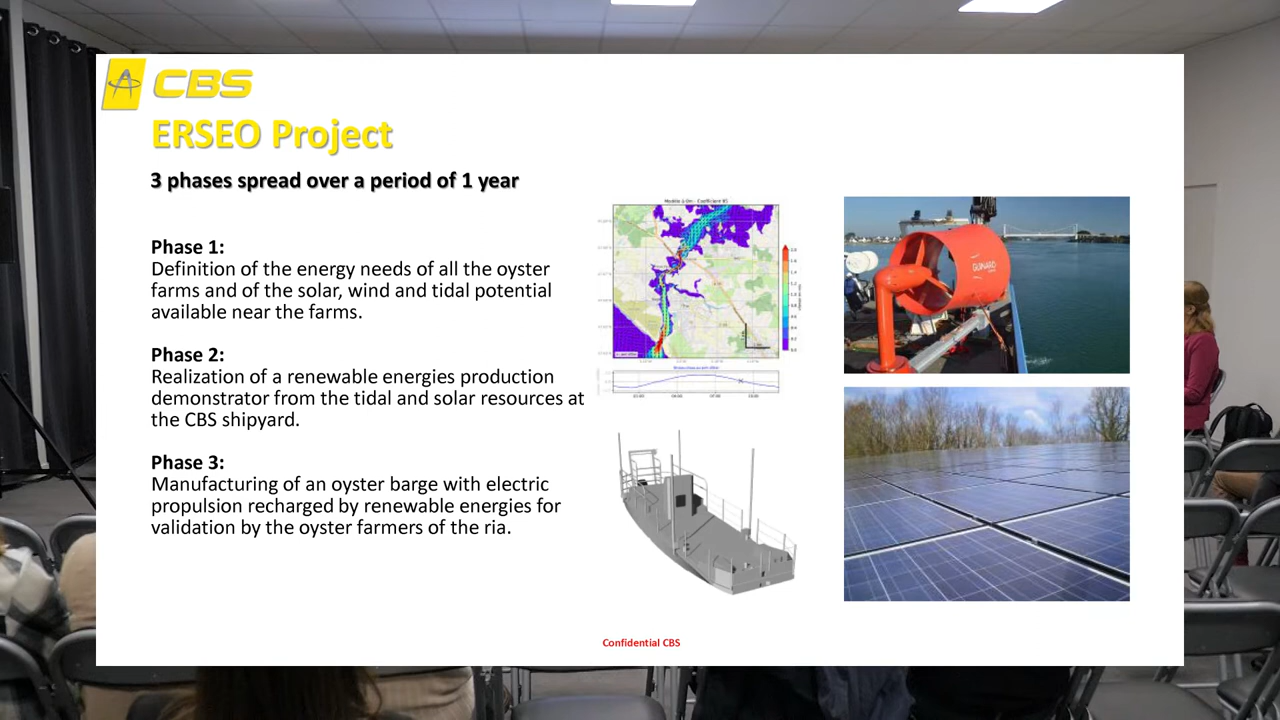 CBS
ERSEO Project
3 phases spread over a period of 1 year
Phase 1:
Definition of the energy needs of all the oyster
farms and of the solar, wind and tidal potential
available near the farms.
Phase 2:
Realization of a renewable energies production
demonstrator from the tidal and solar resources at
the CBS shipyard.
Phase 3:
Manufacturing of an oyster barge with electric
propulsion recharged by renewable energies for
validation by the oyster farmers of the ria.
GUINARD
Confidential CBS